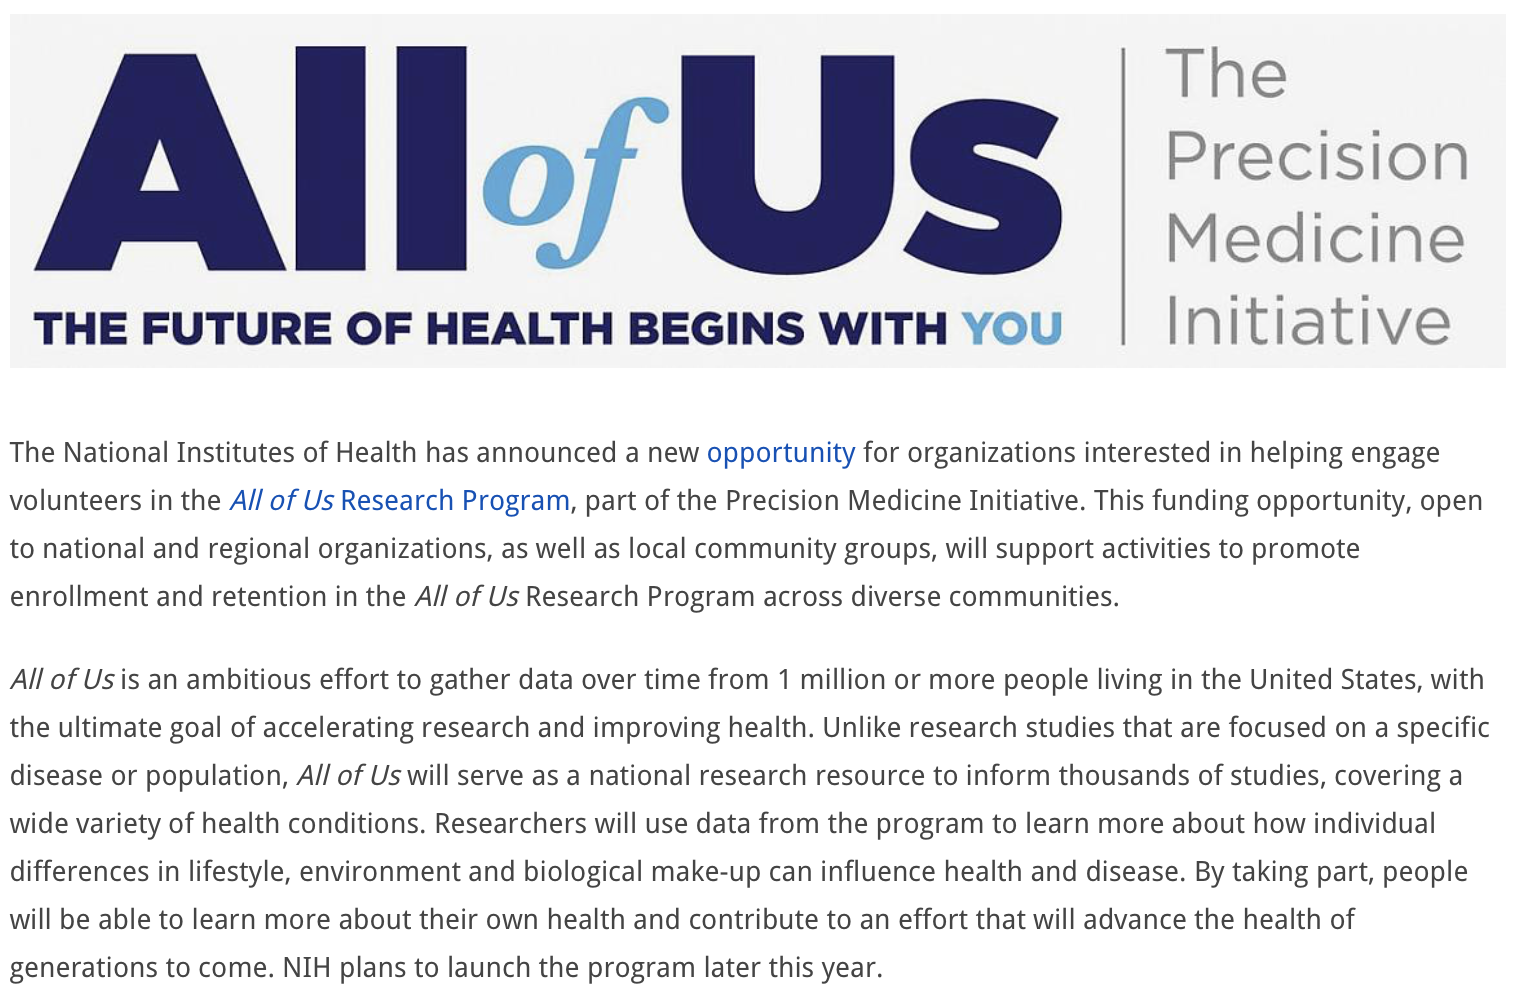 All of Us
THE FUTURE OF HEALTH BEGINS WITH YOU
The
Precision
Medicine
Initiative
The National Institutes of Health has announced a new opportunity for organizations interested in helping engage
volunteers in the All of Us Research Program, part of the Precision Medicine Initiative. This funding opportunity, open
to national and regional organizations, as well as local community groups, will support activities to promote
enrollment and retention in the All of Us Research Program across diverse communities.
All of Us is an ambitious effort to gather data over time from 1 million or more people living in the United States, with
the ultimate goal of accelerating research and improving health. Unlike research studies that are focused on a specific
disease or population, All of Us will serve as a national research resource to inform thousands of studies, covering a
wide variety of health conditions. Researchers will use data from the program to learn more about how individual
differences in lifestyle, environment and biological make-up can influence health and disease. By taking part, people
will be able to learn more about their own health and contribute to an effort that will advance the health of
generations to come. NIH plans to launch the program later this year.